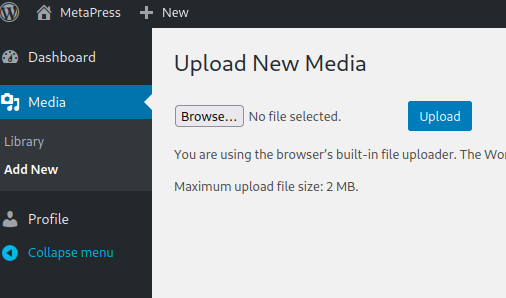 MetaPress
New
Dashboard
Media
Library
Add New
Profile
Collapse menu
Upload New Media
Browse...
No file selected.
Upload
You are using the browser's built-in file uploader. The Wor
Maximum upload file size: 2 MB.